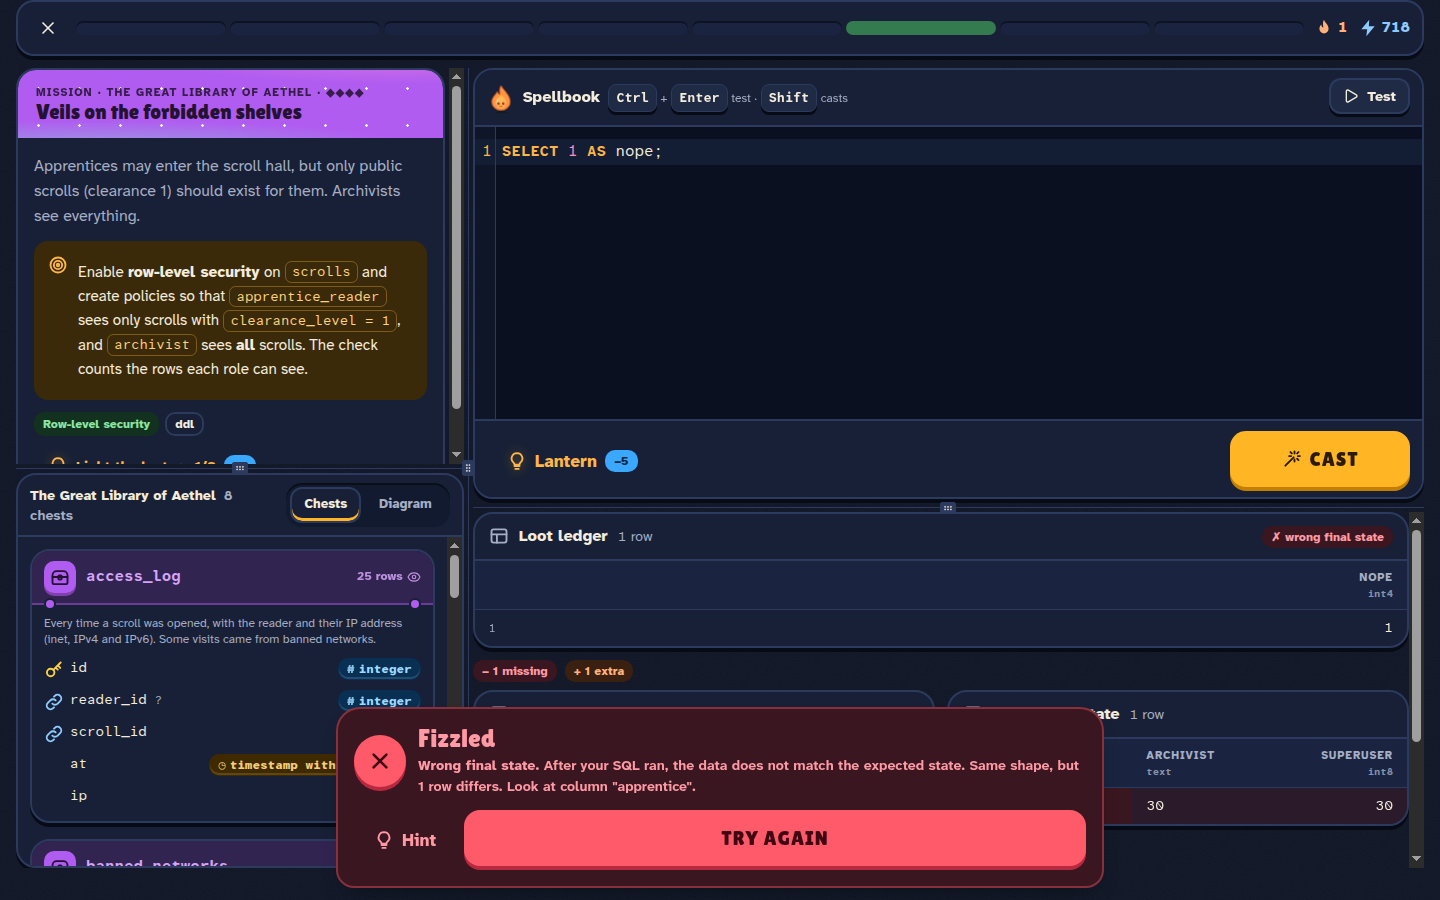 1 718
MISSION · THE GREAT LIBRARY OF AETHEL · ◆◆◆◆
Veils on the forbidden shelves
Apprentices may enter the scroll hall, but only public
scrolls (clearance 1) should exist for them. Archivists
see everything.
Enable row-level security on scrolls and
create policies so that apprentice_reader
sees only scrolls with clearance_level = 1,
and archivist sees all scrolls. The check
counts the rows each role can see.
Row-level security ddl
The Great Library of Aethel 8
chests
Chests Diagram
access_log 25 rows
Every time a scroll was opened, with the reader and their IP address
(inet, IPv4 and IPv6). Some visits came from banned networks.
id # integer
reader_id ? # integer
scroll_id
at timestamp with
ip
banned_networks
Spellbook Ctrl + Enter test · Shift casts
Test
1 SELECT 1 AS nope;
Lantern −5
CAST
Loot ledger 1 row ✗ wrong final state
NOPE
int4
1 1
− 1 missing + 1 extra
1 row
ARCHIVIST SUPERUSER
text int8
30 30
Fizzled
Wrong final state. After your SQL ran, the data does not match the expected state. Same shape, but
1 row differs. Look at column "apprentice".
Hint
TRY AGAIN